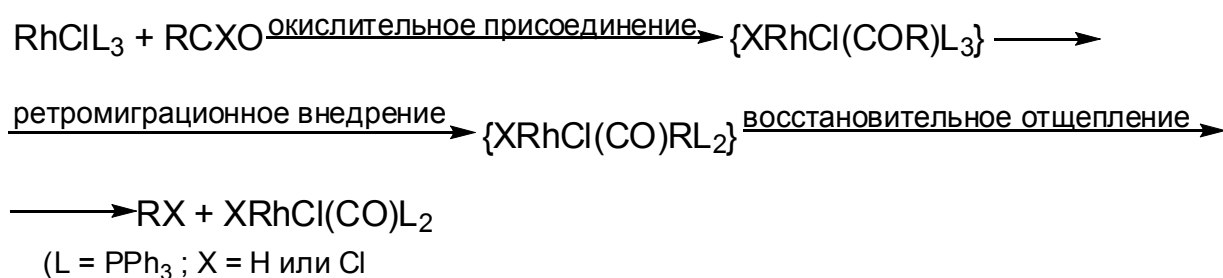 RhClL₃ + RCXO окислительное присоединение {XRhCl(COR)L₃}
ретромиграционное внедрение {XRhCl(CO)RL₂} восстановительное отщепление
RX + XRhCl(CO)L₂
(L = PPh₃ ; X = H или Cl